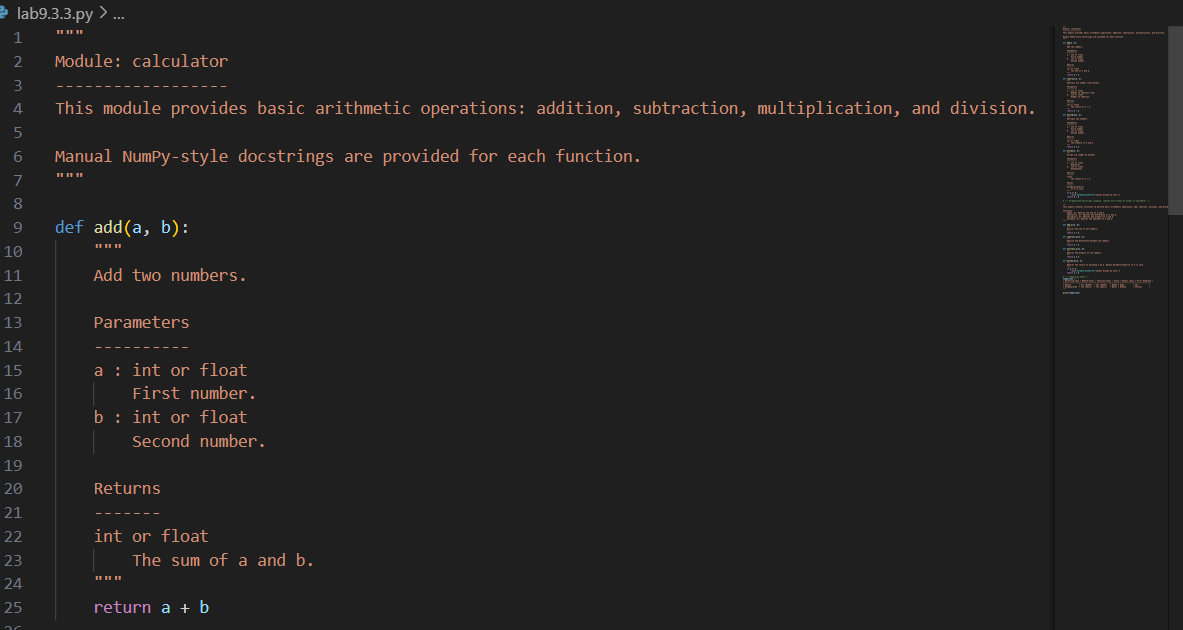 lab9.3.3.py > ...
1 """
2 Module: calculator
3 ------------------
4 This module provides basic arithmetic operations: addition, subtraction, multiplication, and division.
5
6 Manual NumPy-style docstrings are provided for each function.
7 """
8
9 def add(a, b):
10     """
11     Add two numbers.
12
13     Parameters
14     ----------
15     a : int or float
16         First number.
17     b : int or float
18         Second number.
19
20     Returns
21     -------
22     int or float
23         The sum of a and b.
24     """
25     return a + b